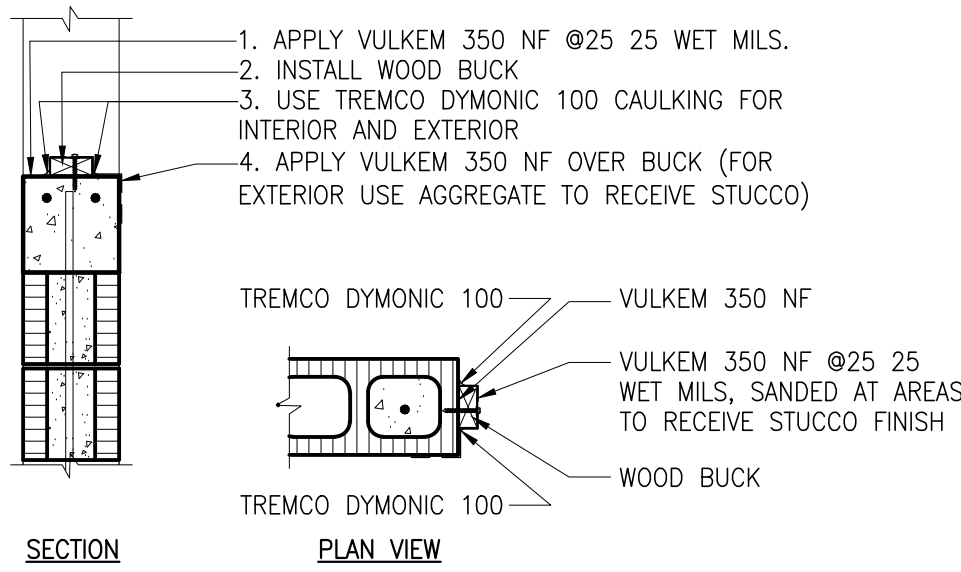 1. APPLY VULKEM 350 NF @25 25 WET MILS.
2. INSTALL WOOD BUCK
3. USE TREMCO DYMONIC 100 CAULKING FOR
INTERIOR AND EXTERIOR
4. APPLY VULKEM 350 NF OVER BUCK (FOR
EXTERIOR USE AGGREGATE TO RECEIVE STUCCO)
TREMCO DYMONIC 100
VULKEM 350 NF
VULKEM 350 NF @25 25
WET MILS, SANDED AT AREAS
TO RECEIVE STUCCO FINISH
WOOD BUCK
TREMCO DYMONIC 100
SECTION
PLAN VIEW